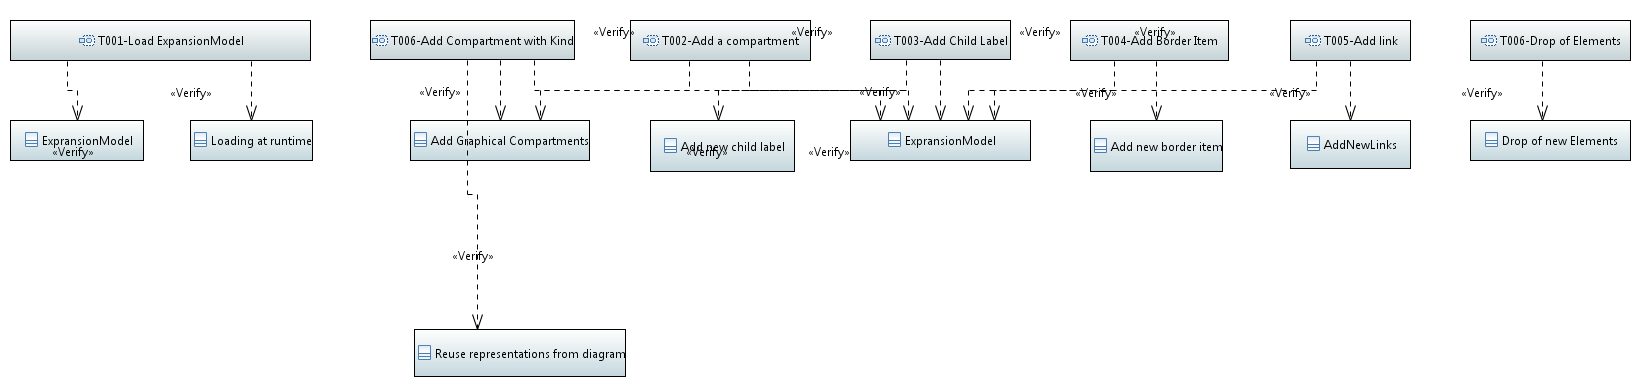 T001-Load ExpansionModel
T006-Add Compartment with Kind
«Verify»
T002-Add a compartment
«Verify»
T003-Add Child Label
«Verify»
T004-Add Border Item
«Verify»
T005-Add link
T006-Drop of Elements
«Verify»
«Verify»
«Verify»
«Verify»
«Verify»
«Verify»
ExpransionModel
Loading at runtime
Add Graphical Compartments
Add new child label
ExpransionModel
Add new border item
AddNewLinks
Drop of new Elements
«Verify»
«Verify»
«Verify»
«Verify»
Reuse representations from diagram